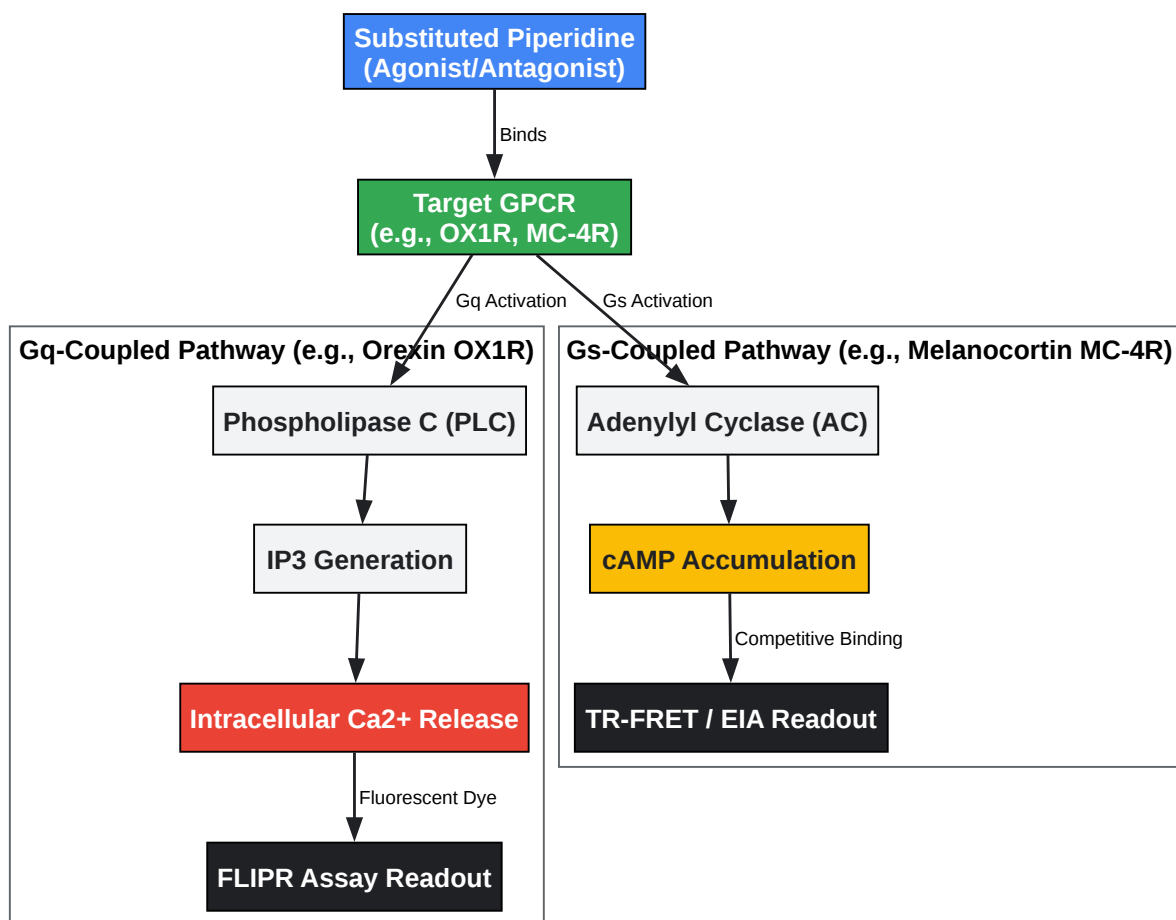 Substituted Piperidine
(Agonist/Antagonist)
Binds
Target GPCR
(e.g., OX1R, MC-4R)
Gq Activation
Gs Activation
Gq-Coupled Pathway (e.g., Orexin OX1R)
Phospholipase C (PLC)
IP3 Generation
Intracellular Ca2+ Release
Fluorescent Dye
FLIPR Assay Readout
Gs-Coupled Pathway (e.g., Melanocortin MC-4R)
Adenylyl Cyclase (AC)
cAMP Accumulation
Competitive Binding
TR-FRET / EIA Readout